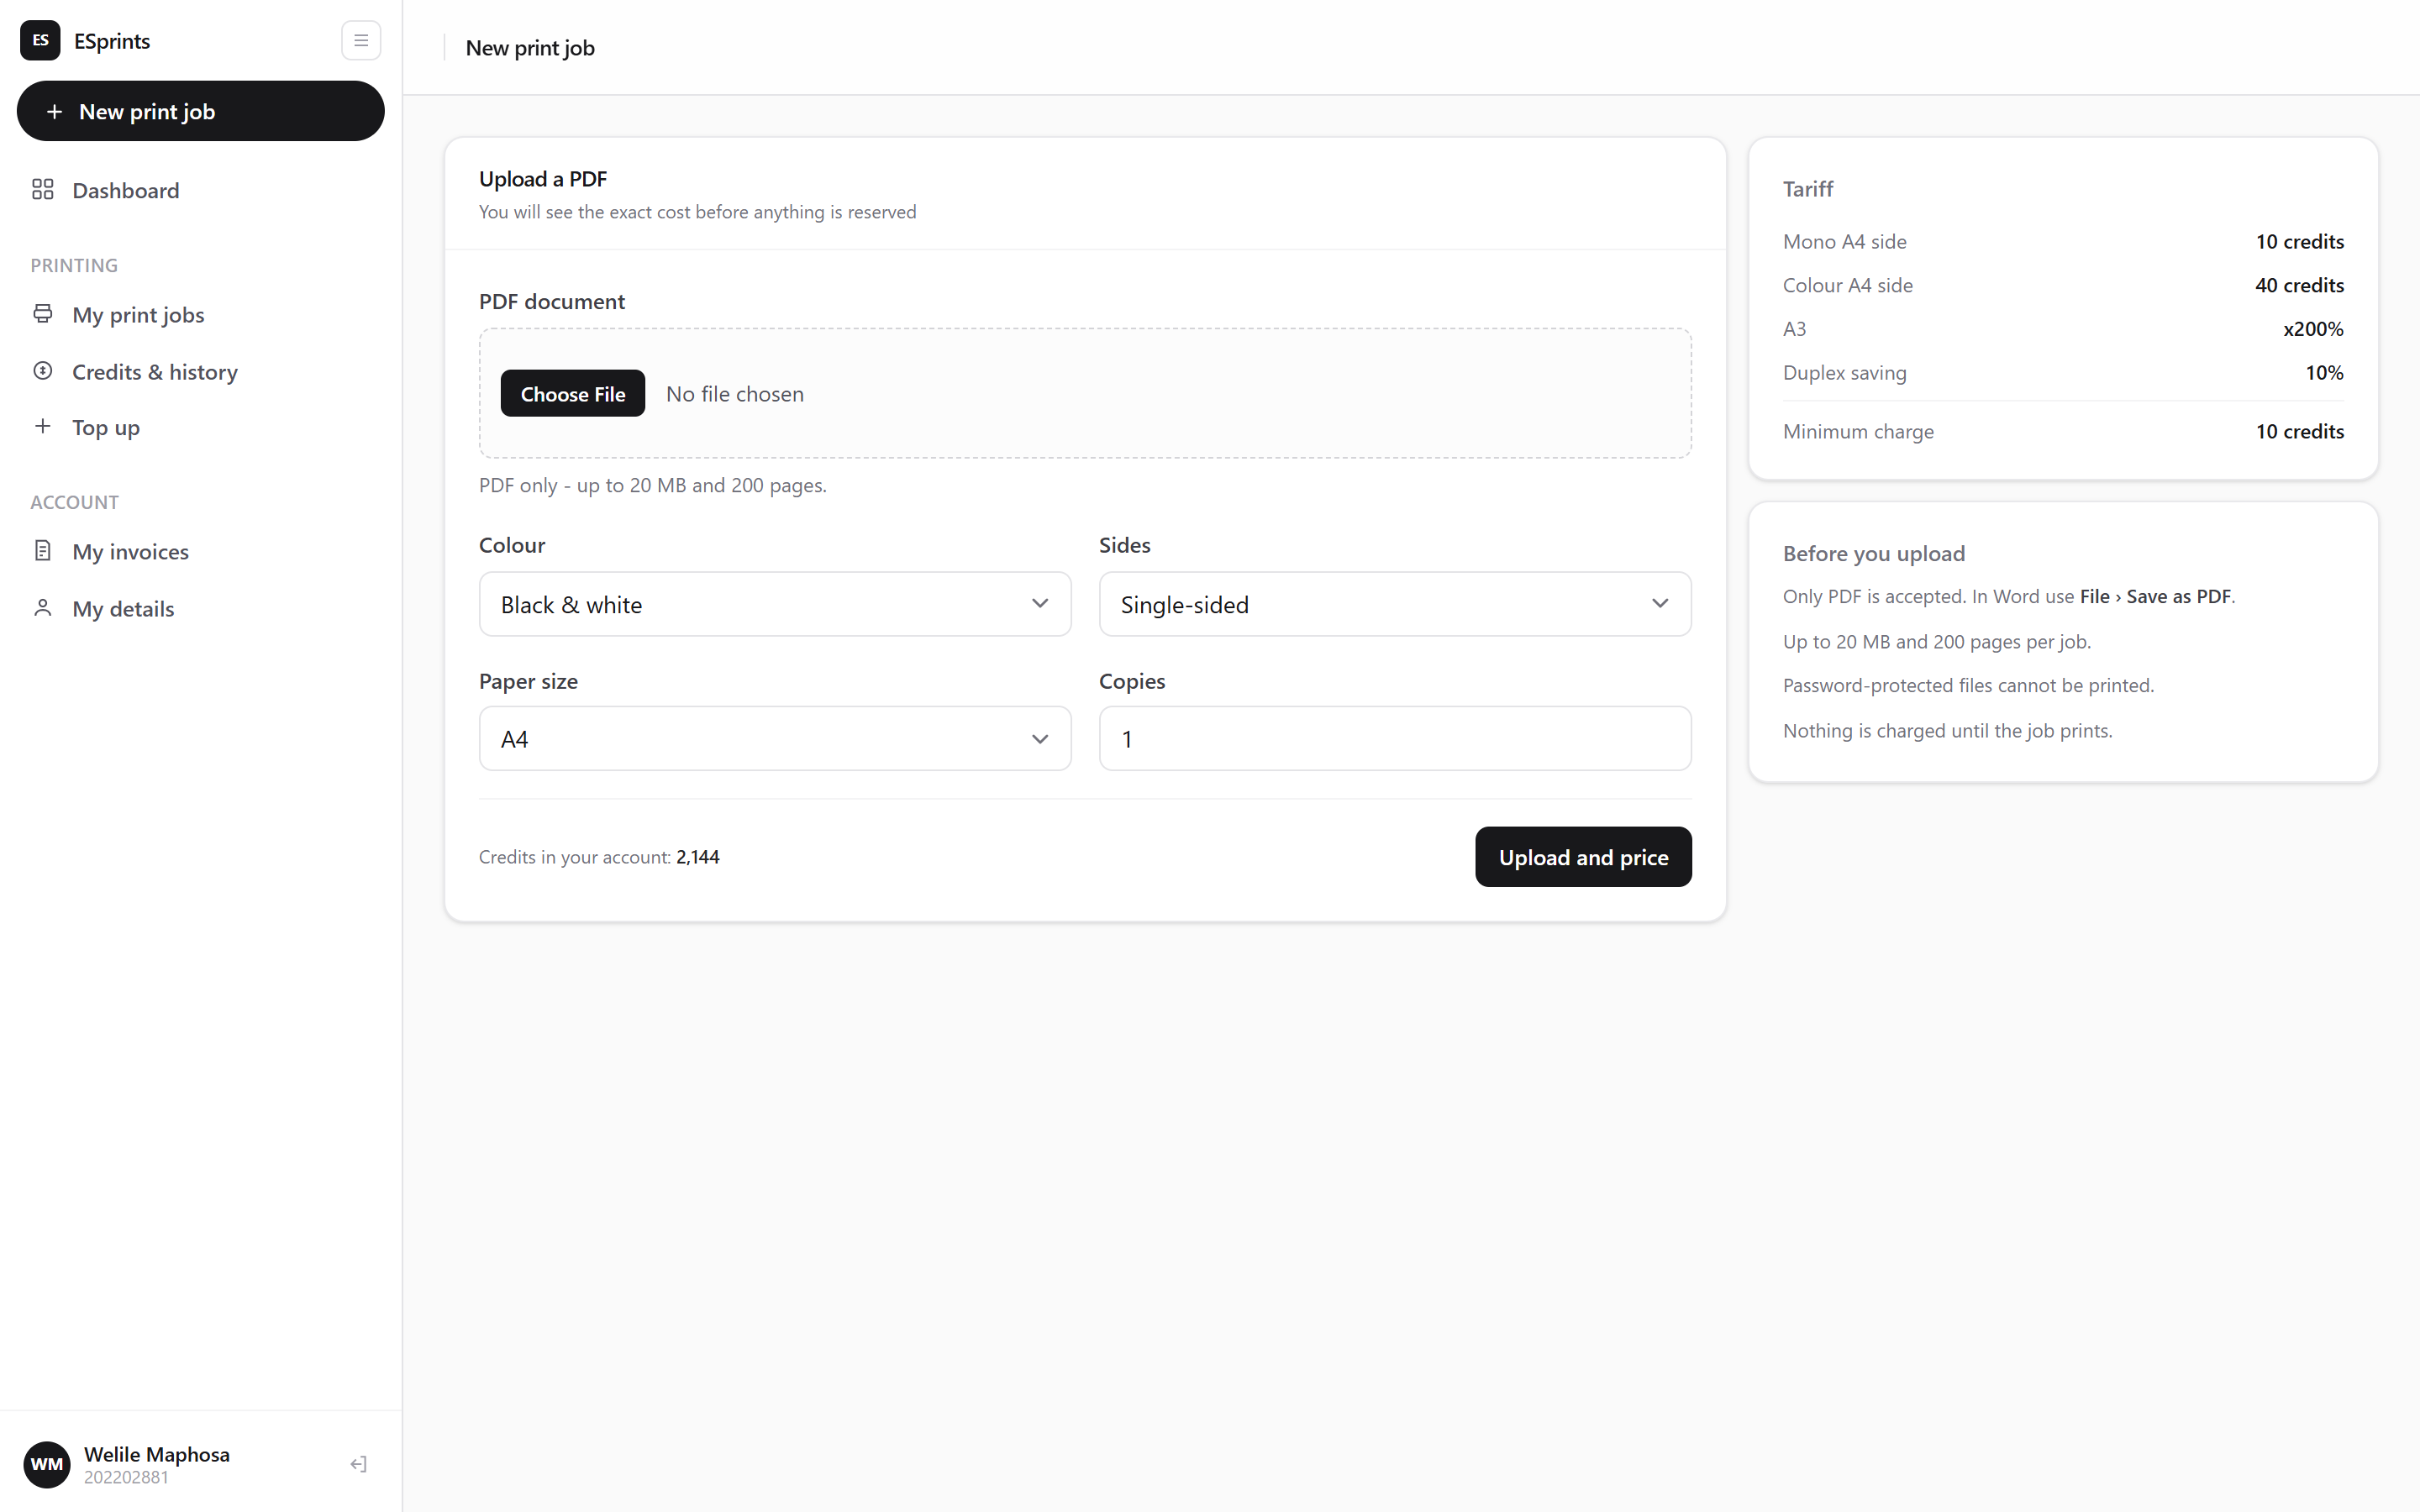 ES ESprints
New print job
Dashboard
PRINTING
My print jobs
Credits & history
Top up
ACCOUNT
My invoices
My details
WM Welile Maphosa
202202881
New print job
Upload a PDF
You will see the exact cost before anything is reserved
PDF document
Choose File No file chosen
PDF only - up to 20 MB and 200 pages.
Colour
Black & white
Sides
Single-sided
Paper size
A4
Copies
1
Credits in your account: 2,144
Upload and price
Tariff
Mono A4 side 10 credits
Colour A4 side 40 credits
A3 x200%
Duplex saving 10%
Minimum charge 10 credits
Before you upload
Only PDF is accepted. In Word use File › Save as PDF.
Up to 20 MB and 200 pages per job.
Password-protected files cannot be printed.
Nothing is charged until the job prints.